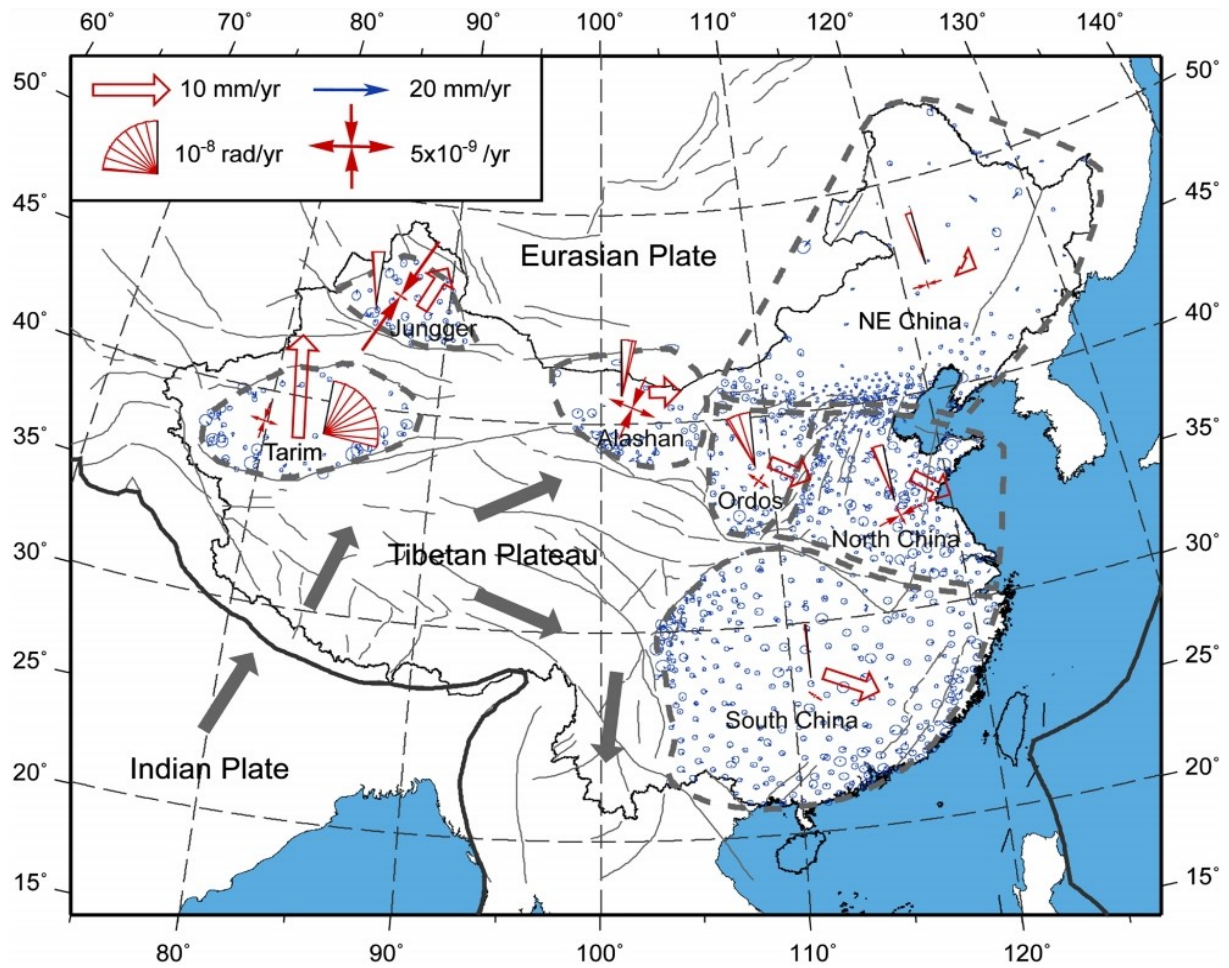 60° 70° 80° 90° 100° 110° 120° 130° 140°
50° 50°
10 mm/yr 20 mm/yr
10⁻⁸ rad/yr 5x10⁻⁹ /yr
45° 45°
Eurasian Plate
NE China
Jungger
40° 40°
Alashan
Tarim
35° 35°
Ordos
North China
Tibetan Plateau
30° 30°
25° 25°
South China
Indian Plate
20° 20°
15° 15°
80° 90° 100° 110° 120°